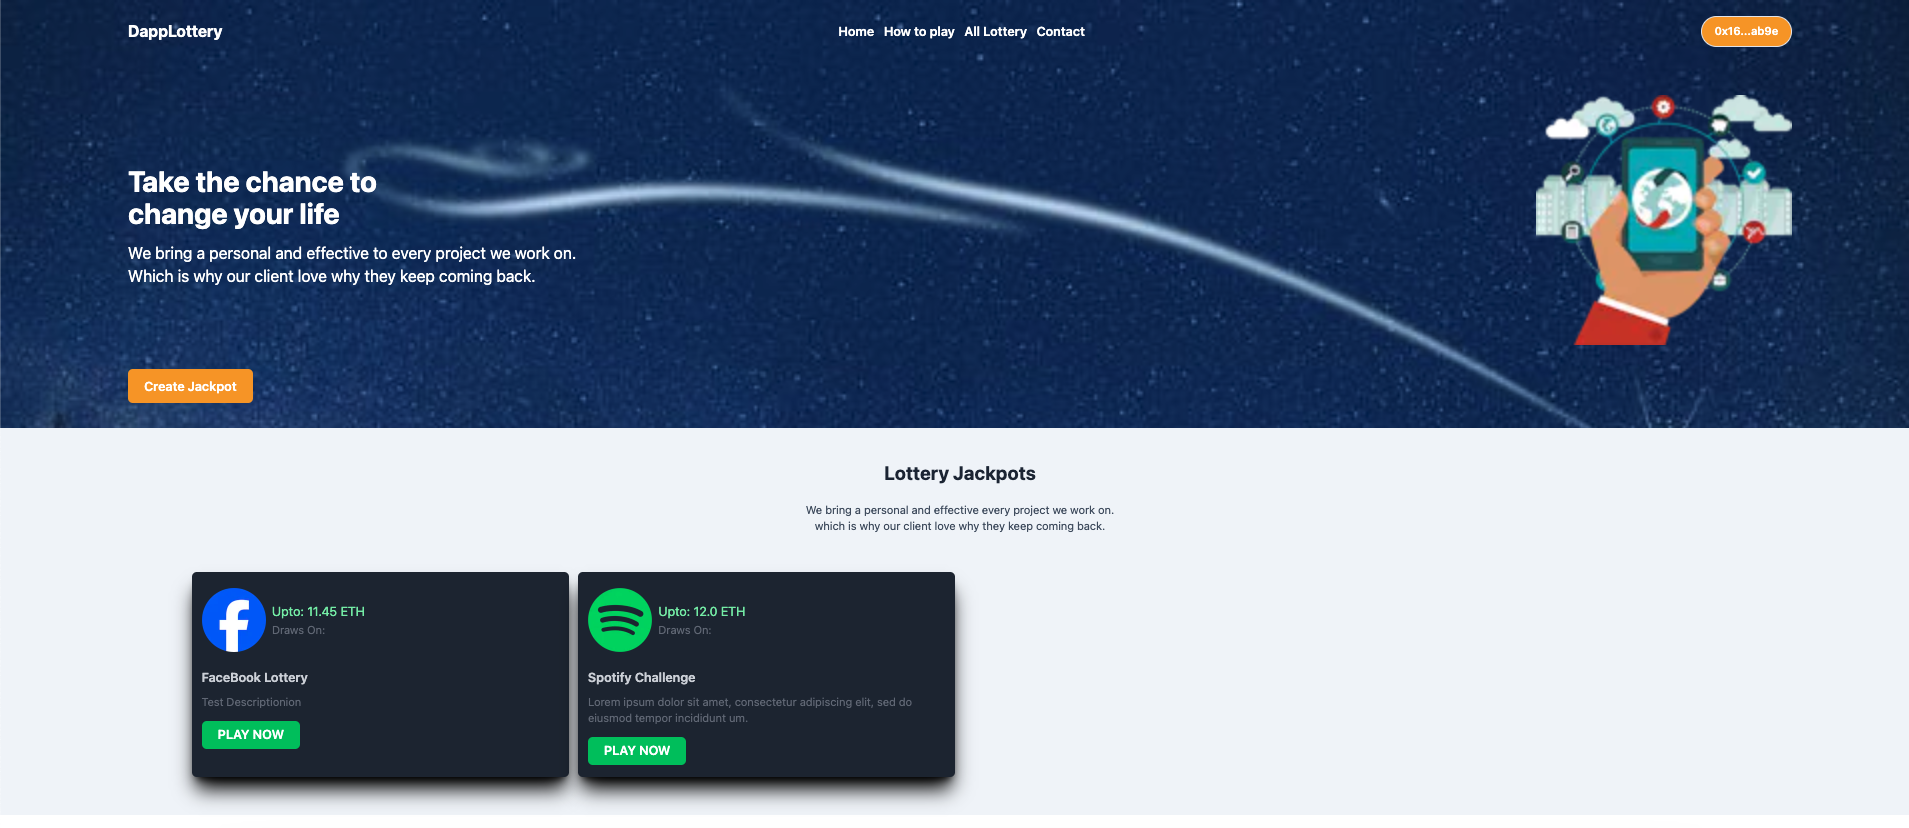 DappLottery
Home How to play All Lottery Contact
0x16...ab9e
Take the chance to
change your life
We bring a personal and effective to every project we work on.
Which is why our client love why they keep coming back.
Create Jackpot
Lottery Jackpots
We bring a personal and effective every project we work on.
which is why our client love why they keep coming back.
Upto: 11.45 ETH
Draws On:
FaceBook Lottery
Test Descriptionion
PLAY NOW
Upto: 12.0 ETH
Draws On:
Spotify Challenge
Lorem ipsum dolor sit amet, consectetur adipiscing elit, sed do
eiusmod tempor incididunt um.
PLAY NOW